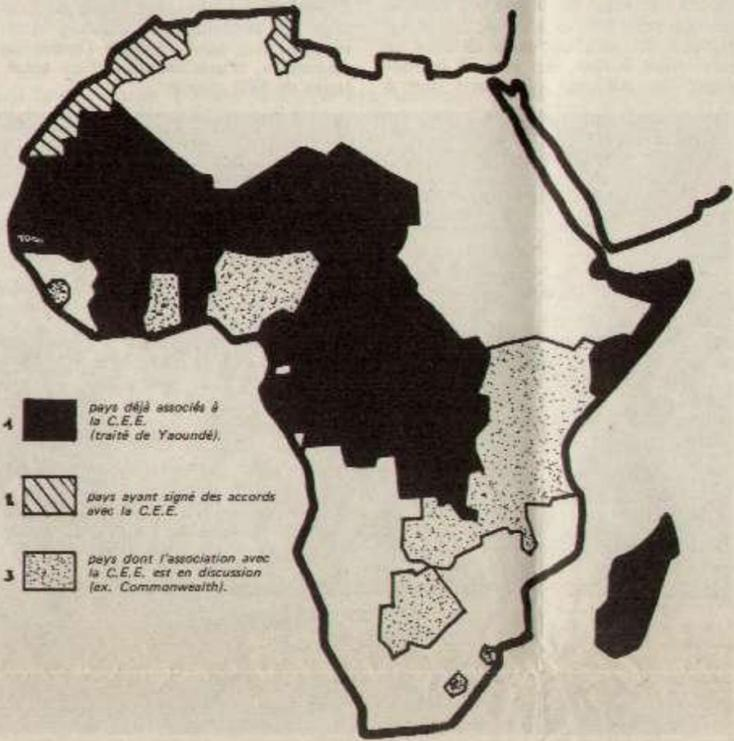 1
pays déjà associés à
la C.E.E.
(traité de Yaoundé).
2
pays ayant signé des accords
avec la C.E.E.
3
pays dont l'association avec
la C.E.E. est en discussion
(ex. Commonwealth).